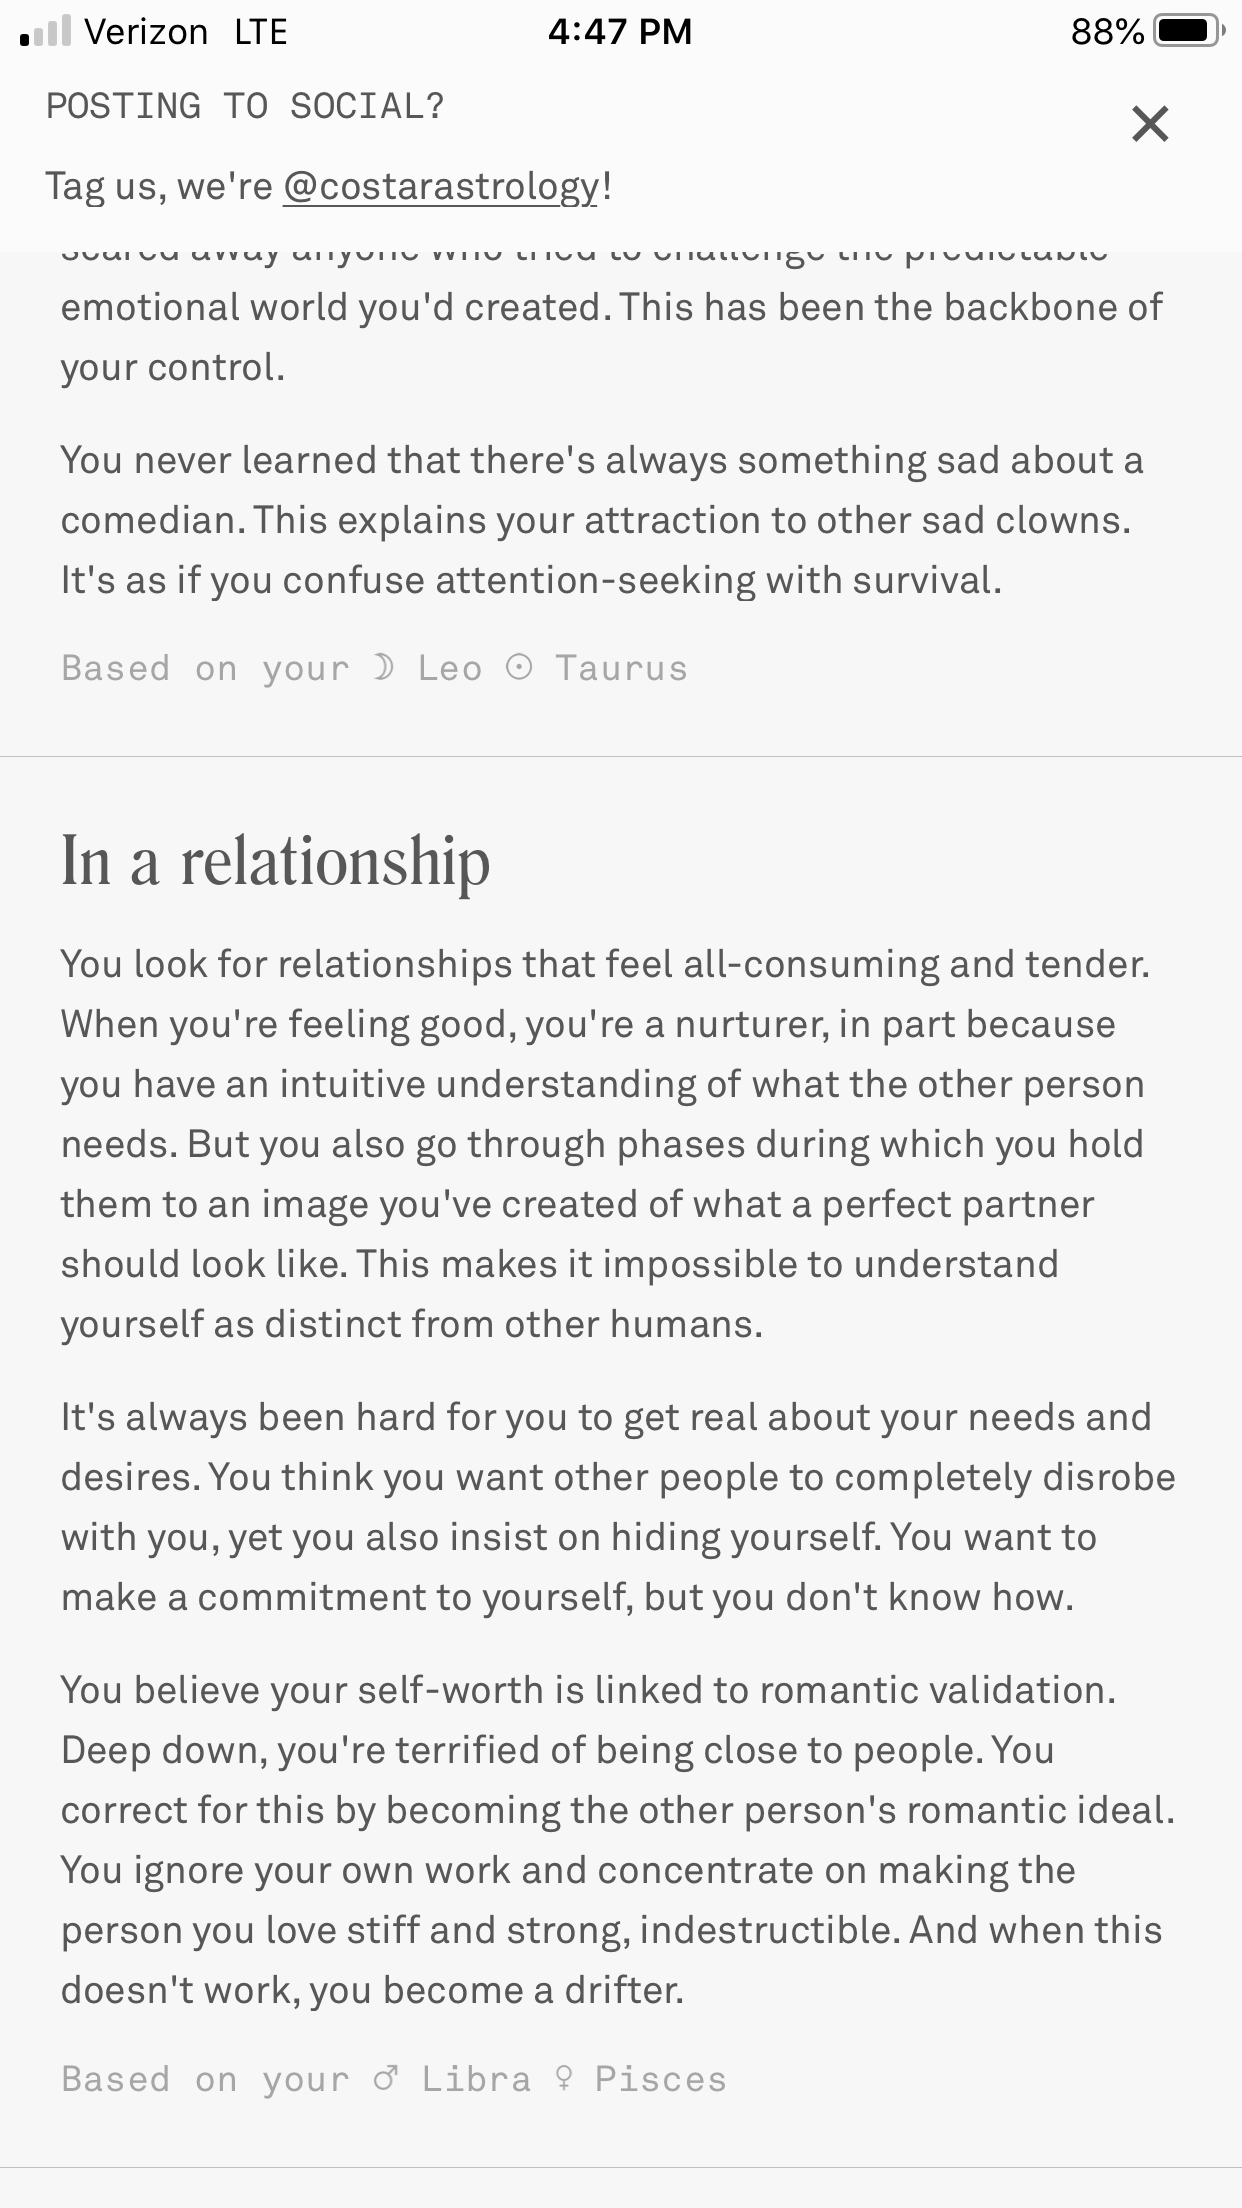 Verizon LTE 4:47 PM 88%
POSTING TO SOCIAL?
Tag us, we're @costarastrology!
scared away anyone who tried to challenge the predictable
emotional world you'd created. This has been the backbone of
your control.
You never learned that there's always something sad about a
comedian. This explains your attraction to other sad clowns.
It's as if you confuse attention-seeking with survival.
Based on your ☽ Leo ☉ Taurus
In a relationship
You look for relationships that feel all-consuming and tender.
When you're feeling good, you're a nurturer, in part because
you have an intuitive understanding of what the other person
needs. But you also go through phases during which you hold
them to an image you've created of what a perfect partner
should look like. This makes it impossible to understand
yourself as distinct from other humans.
It's always been hard for you to get real about your needs and
desires. You think you want other people to completely disrobe
with you, yet you also insist on hiding yourself. You want to
make a commitment to yourself, but you don't know how.
You believe your self-worth is linked to romantic validation.
Deep down, you're terrified of being close to people. You
correct for this by becoming the other person's romantic ideal.
You ignore your own work and concentrate on making the
person you love stiff and strong, indestructible. And when this
doesn't work, you become a drifter.
Based on your ♂ Libra ♀ Pisces